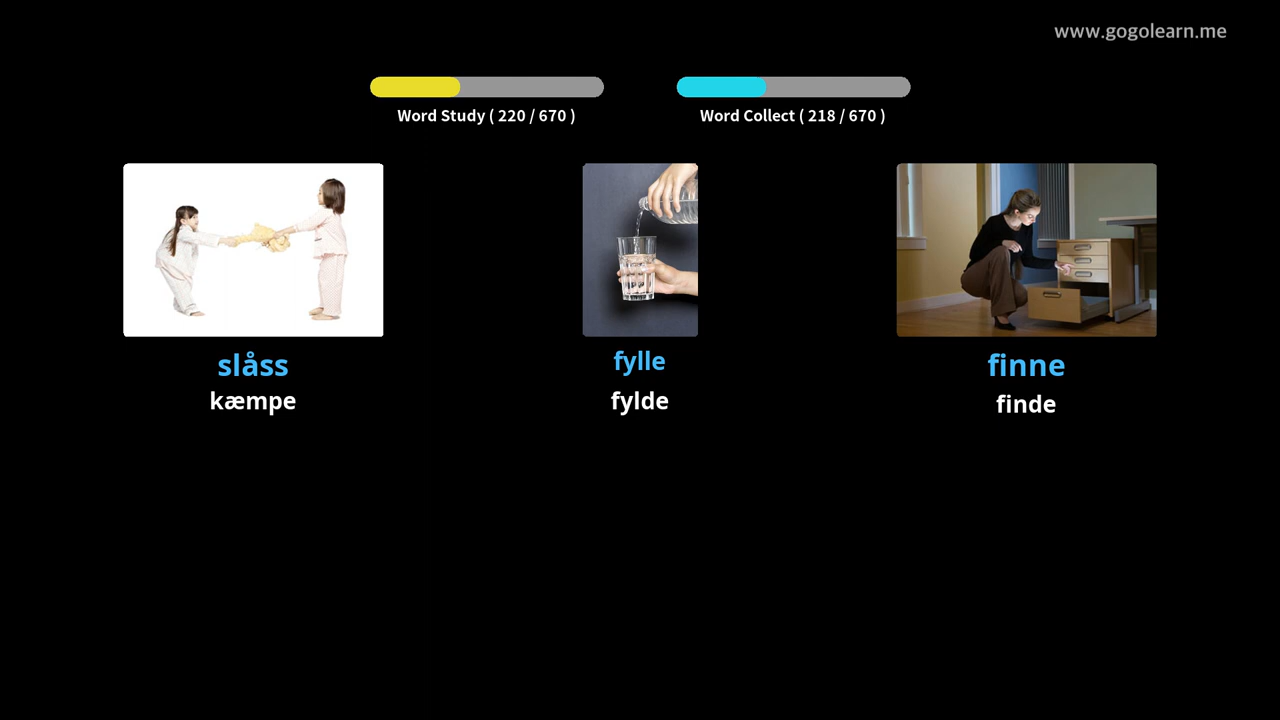 www.gogolearn.me
Word Study ( 220 / 670 )
Word Collect ( 218 / 670 )
slåss
kæmpe
fylle
fylde
finne
finde